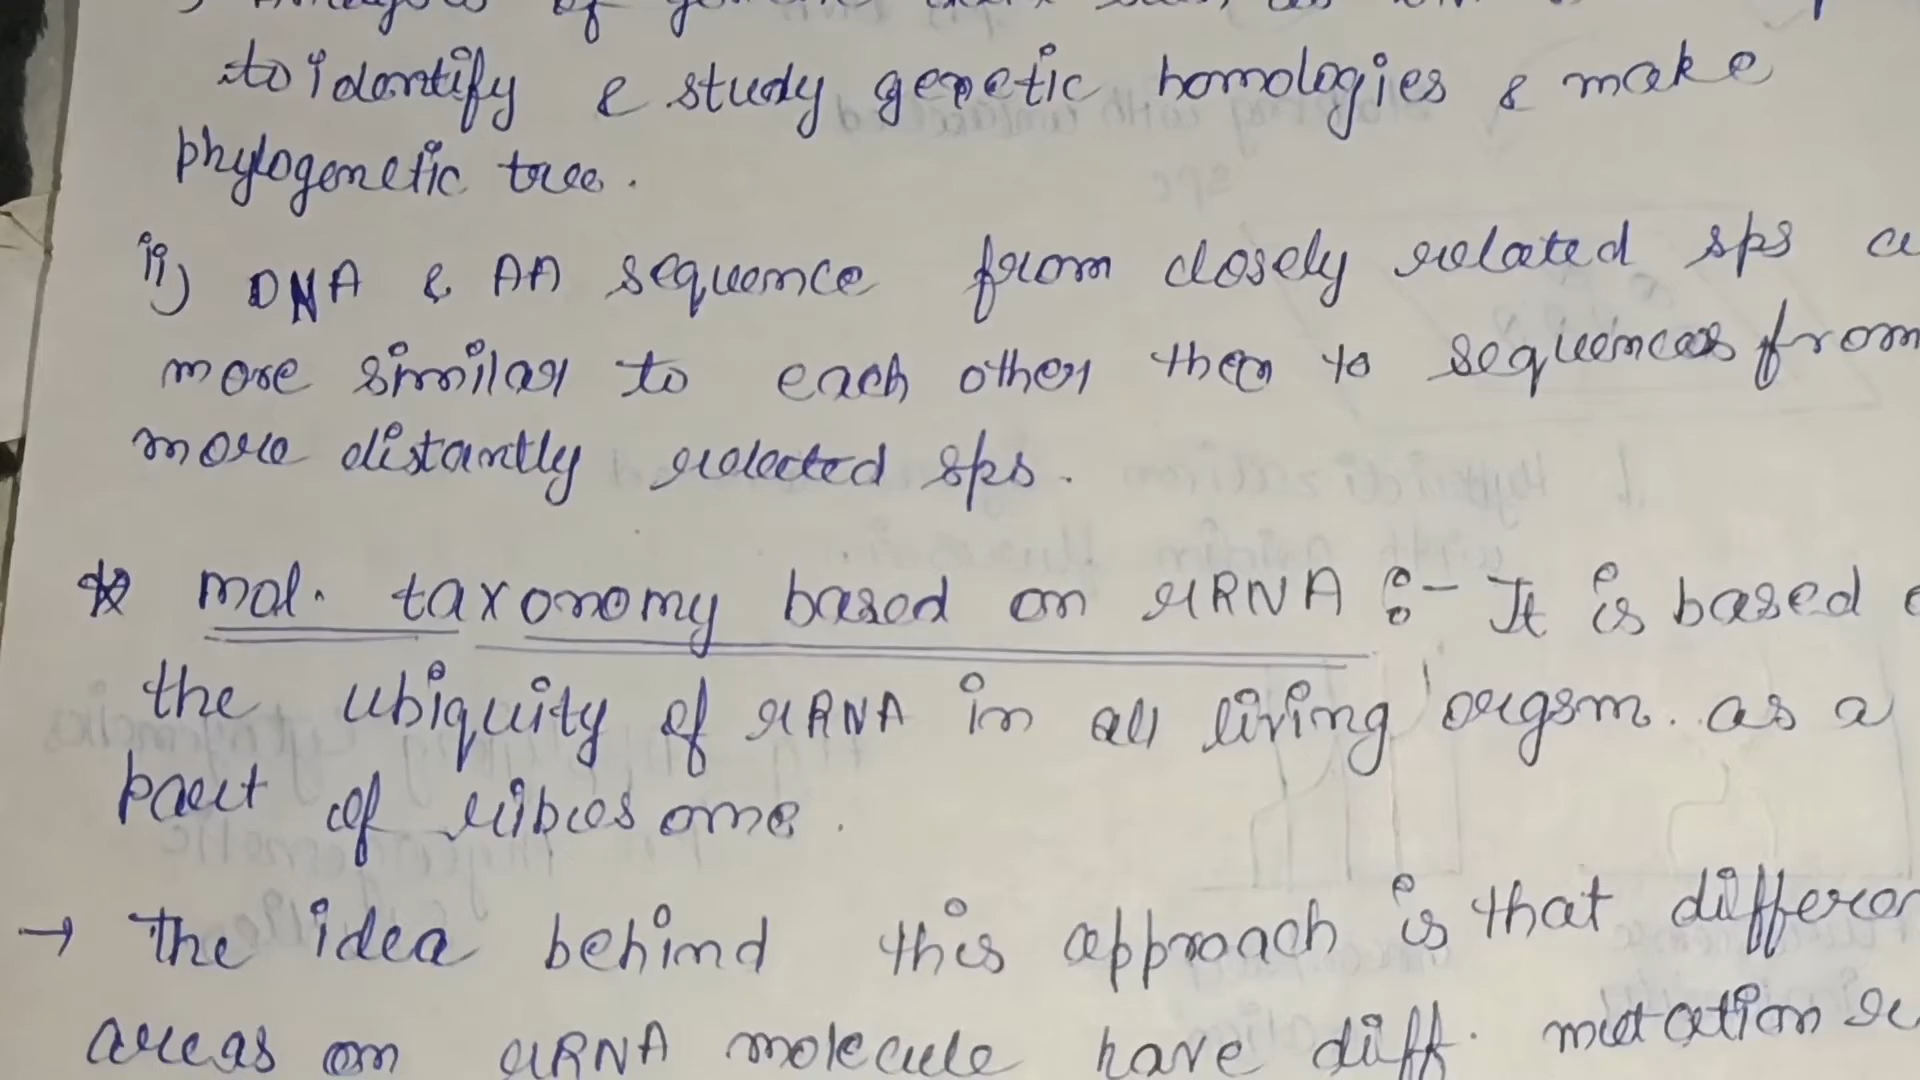 of
to identify & study genetic homologies & make
phylogenetic tree.
ii) DNA & AA sequence from closely related sps
more similar to each other then to sequences from
more distantly related sps.
☆ mol. taxonomy based on rRNA :- It is based
the ubiquity of rRNA in all living orgsm. as a
part of ribosome.
→ The idea behind this approach is that differen
areas on rRNA molecule have diff. mutation